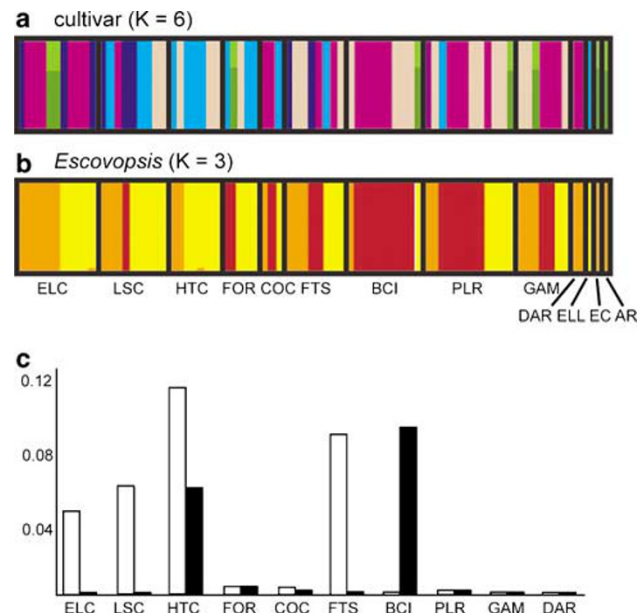 a cultivar (K = 6)
b Escovopsis (K = 3)
ELC LSC HTC FOR COC FTS BCI PLR GAM
DAR ELL EC AR
c
0.12
0.08
0.04
ELC LSC HTC FOR COC FTS BCI PLR GAM DAR